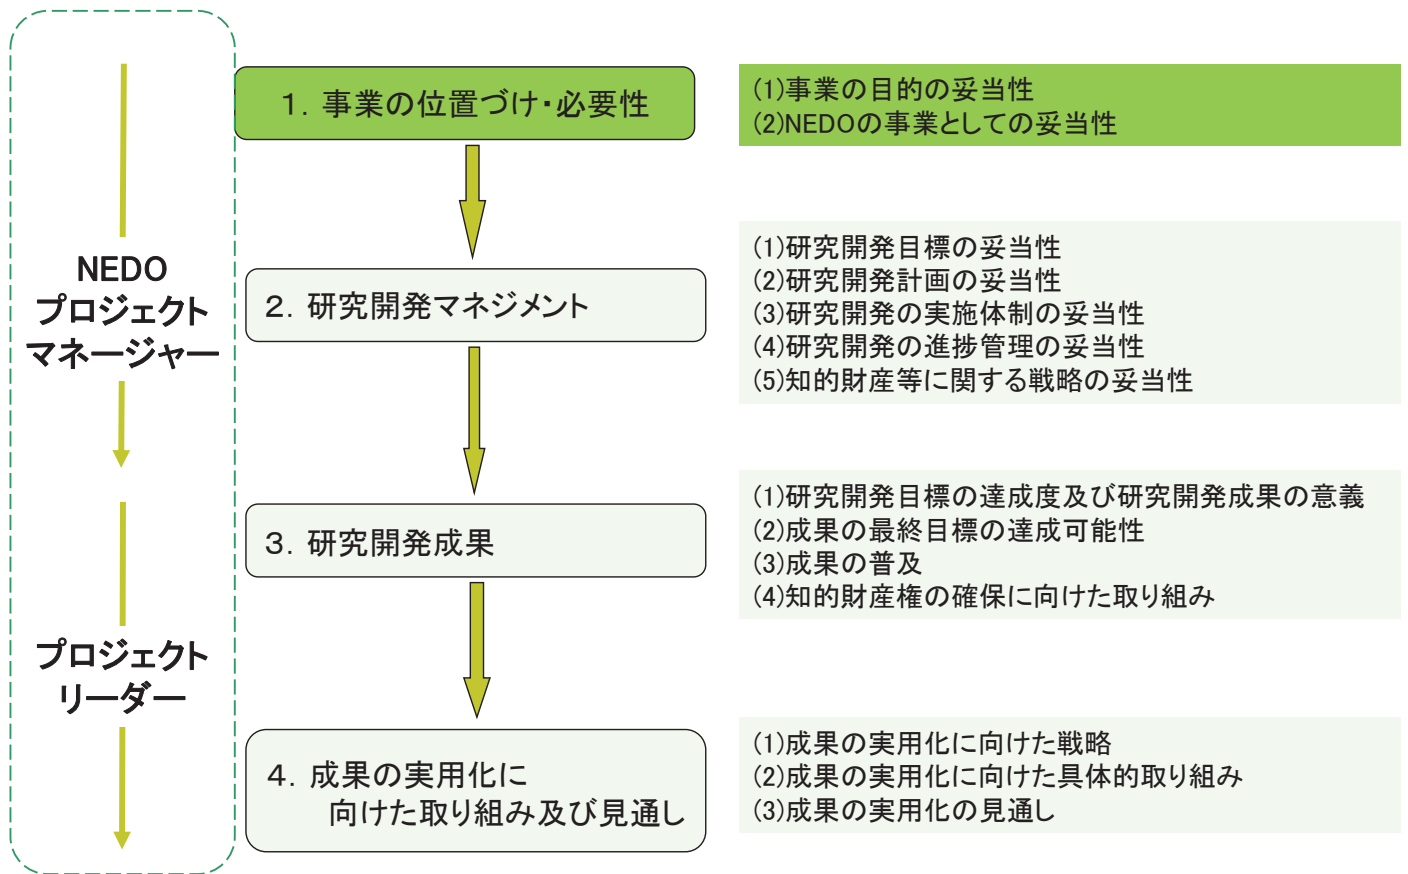 NEDO
プロジェクト
マネージャー
プロジェクト
リーダー
1. 事業の位置づけ・必要性
(1)事業の目的の妥当性
(2)NEDOの事業としての妥当性
2. 研究開発マネジメント
(1)研究開発目標の妥当性
(2)研究開発計画の妥当性
(3)研究開発の実施体制の妥当性
(4)研究開発の進捗管理の妥当性
(5)知的財産等に関する戦略の妥当性
3. 研究開発成果
(1)研究開発目標の達成度及び研究開発成果の意義
(2)成果の最終目標の達成可能性
(3)成果の普及
(4)知的財産権の確保に向けた取り組み
4. 成果の実用化に
向けた取り組み及び見通し
(1)成果の実用化に向けた戦略
(2)成果の実用化に向けた具体的取り組み
(3)成果の実用化の見通し